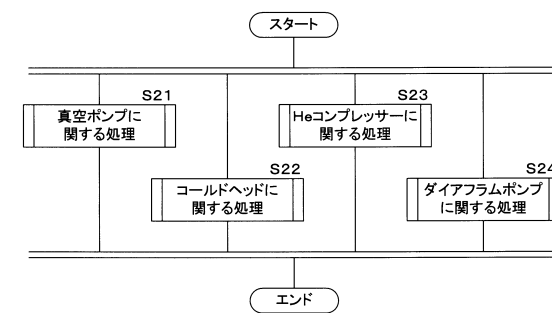 スタート
S21
真空ポンプに
関する処理
S22
コールドヘッドに
関する処理
S23
Heコンプレッサーに
関する処理
S24
ダイアフラムポンプ
に関する処理
エンド